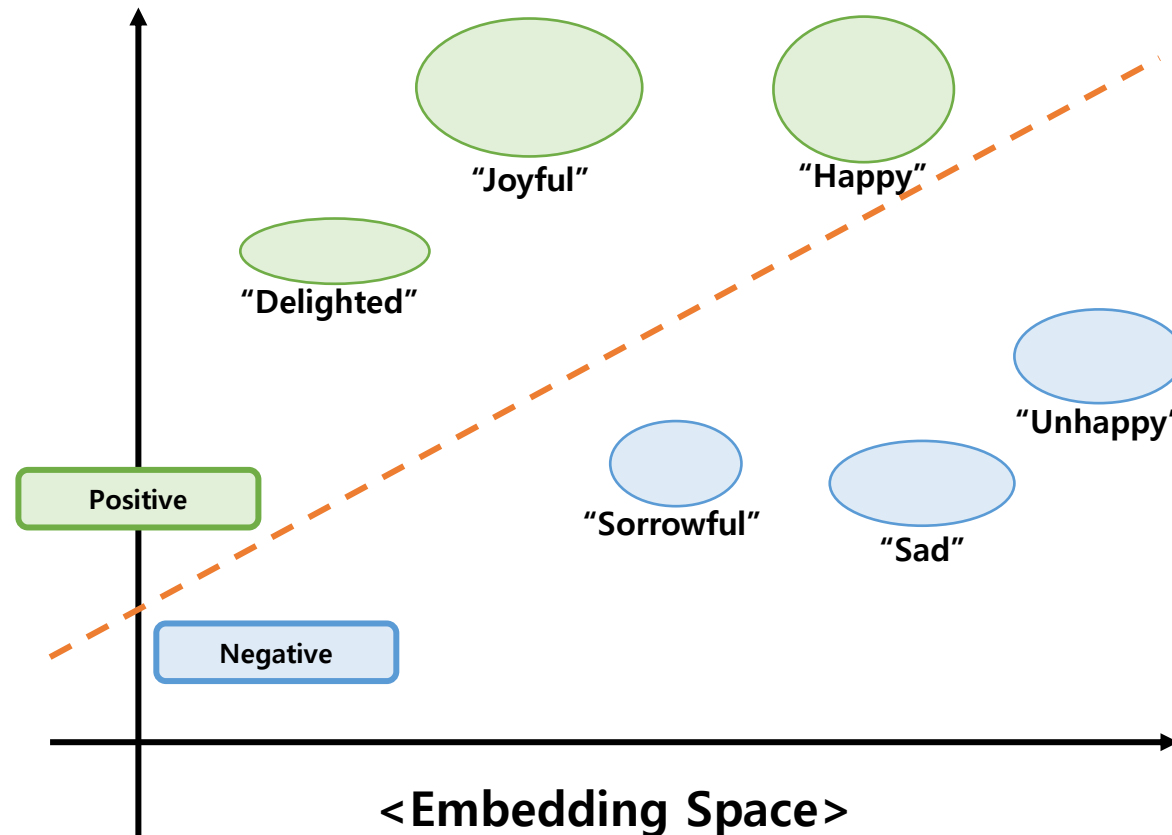 “Joyful”
“Happy”
“Delighted”
“Unhappy”
Positive
“Sorrowful”
“Sad”
Negative
<Embedding Space>